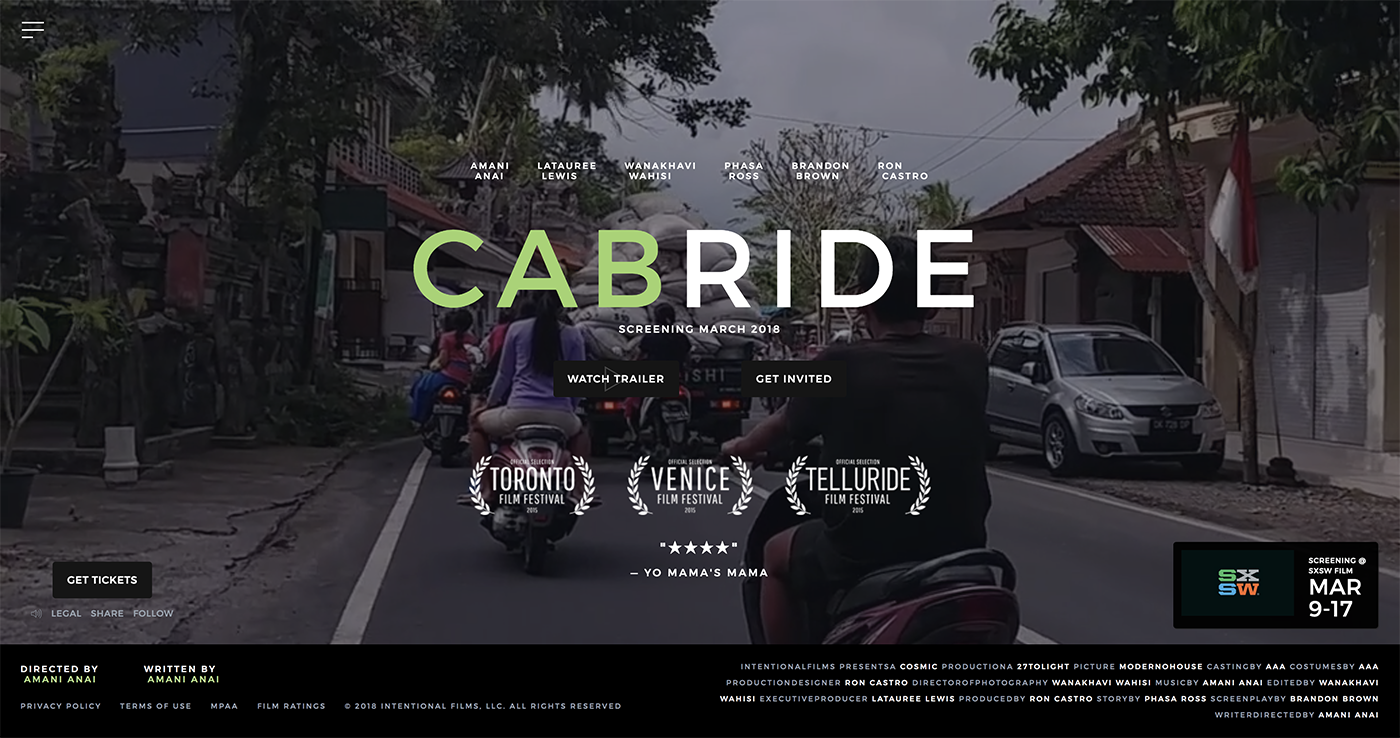 AMANI ANAI
LATAUREE LEWIS
WANAKHAVI WAHISI
PHASA ROSS
BRANDON BROWN
RON CASTRO
CABRIDE
SCREENING MARCH 2018
WATCH TRAILER
GET INVITED
OFFICIAL SELECTION
TORONTO
FILM FESTIVAL
2015
OFFICIAL SELECTION
VENICE
FILM FESTIVAL
2015
OFFICIAL SELECTION
TELLURIDE
FILM FESTIVAL
2015
"★★★★"
— YO MAMA'S MAMA
GET TICKETS
LEGAL SHARE FOLLOW
SXSW.
SCREENING @
SXSW FILM
MAR
9-17
DIRECTED BY
AMANI ANAI
WRITTEN BY
AMANI ANAI
PRIVACY POLICY TERMS OF USE MPAA FILM RATINGS © 2018 INTENTIONAL FILMS, LLC. ALL RIGHTS RESERVED
INTENTIONALFILMS PRESENTSA COSMIC PRODUCTIONA 27TOLIGHT PICTURE MODERNOHOUSE CASTINGBY AAA COSTUMESBY AAA
PRODUCTIONDESIGNER RON CASTRO DIRECTOROFPHOTOGRAPHY WANAKHAVI WAHISI MUSICBY AMANI ANAI EDITEDBY WANAKHAVI
WAHISI EXECUTIVEPRODUCER LATAUREE LEWIS PRODUCEDBY RON CASTRO STORYBY PHASA ROSS SCREENPLAYBY BRANDON BROWN
WRITERDIRECTEDBY AMANI ANAI